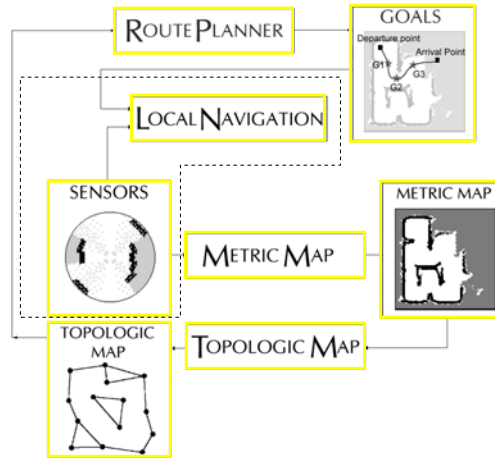 ROUTE PLANNER
GOALS
Departure point
Arrival Point
G1
G3
G2
LOCAL NAVIGATION
SENSORS
METRIC MAP
METRIC MAP
TOPOLOGIC MAP
TOPOLOGIC
MAP